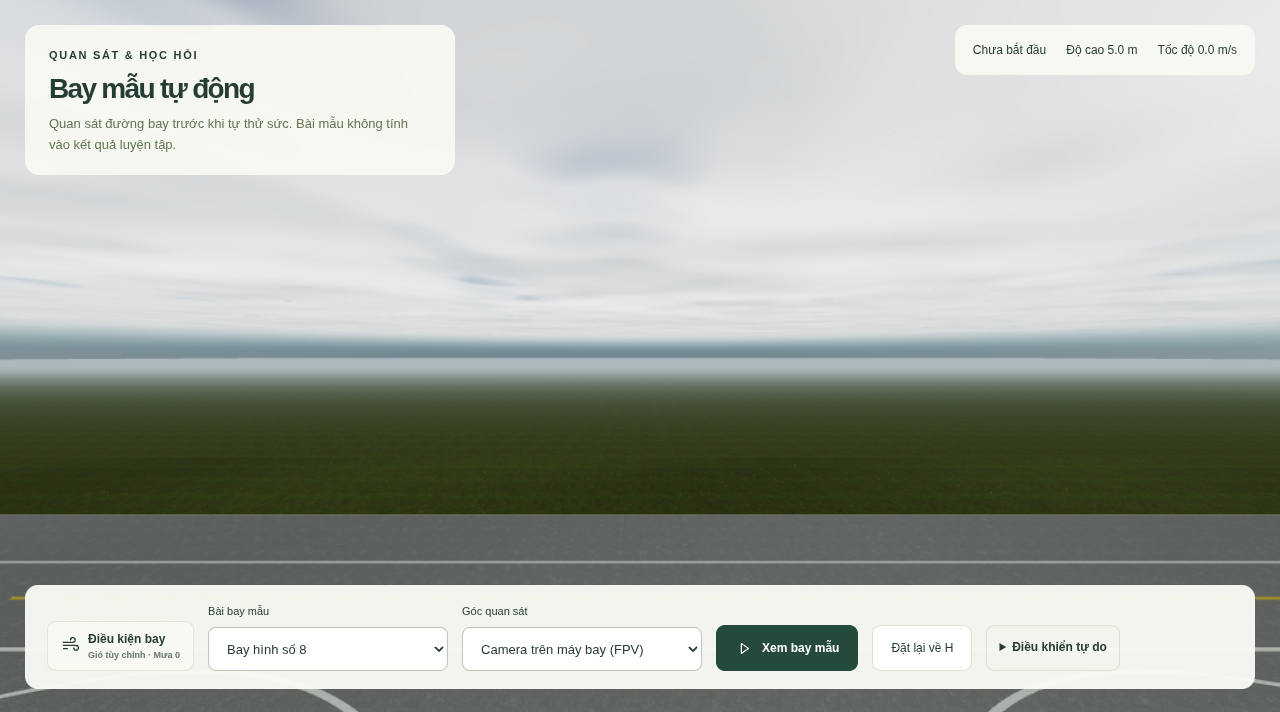 QUAN SÁT & HỌC HỎI
Bay mẫu tự động
Quan sát đường bay trước khi tự thử sức. Bài mẫu không tính
vào kết quả luyện tập.
Chưa bắt đầu Độ cao 5.0 m Tốc độ 0.0 m/s
Điều kiện bay
Gió tùy chỉnh · Mưa 0
Bài bay mẫu
Bay hình số 8
Góc quan sát
Camera trên máy bay (FPV)
Xem bay mẫu
Đặt lại về H
Điều khiển tự do